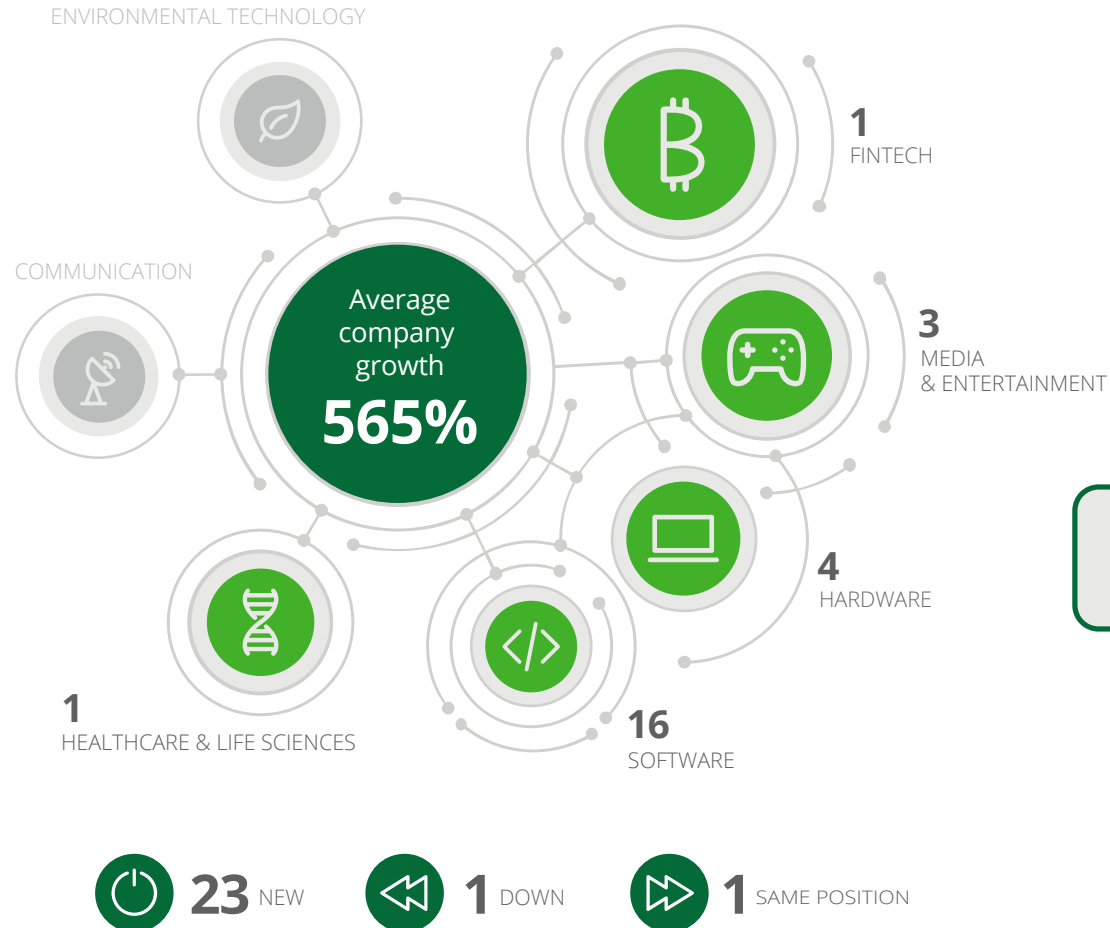 ENVIRONMENTAL TECHNOLOGY
1
FINTECH
COMMUNICATION
Average
company
growth
565%
3
MEDIA
& ENTERTAINMENT
4
HARDWARE
1
HEALTHCARE & LIFE SCIENCES
16
SOFTWARE
23 NEW
1 DOWN
1 SAME POSITION